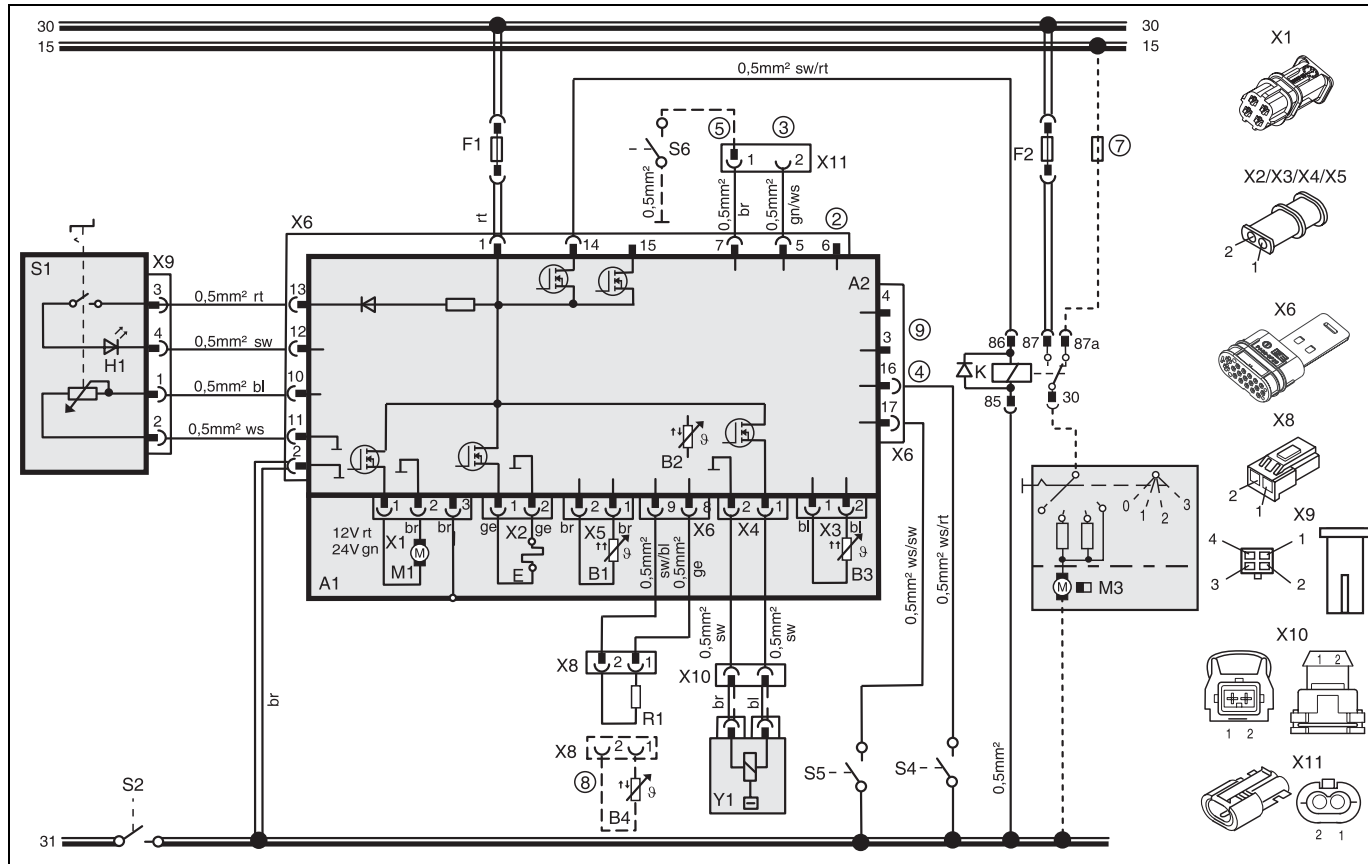 30
30
15
15
X1
0,5mm² sw/rt
5
3
S6
F1
1
2
X11
F2
7
0,5mm²
0,5mm²
br
0,5mm²
gn/ws
rt
X2/X3/X4/X5
2
1
X6
2
1
14
15
7
5
6
S1
X9
A2
3
0,5mm² rt
13
4
9
4
0,5mm² sw
12
3
H1
X6
1
0,5mm² bl
10
16
4
86
87
87a
K
2
0,5mm² ws
11
17
85
30
2
B2
ϑ
X6
X8
2
1
0
1
2
3
1
2
3
1
2
2
1
9
8
2
1
1
2
12V rt
24V gn
br
br
X1
ge
X2
ge
br
X5
br
X6
X4
bl
X3
bl
M
M1
E
B1
ϑ
B3
ϑ
A1
0,5mm²
sw/bl
0,5mm²
ge
0,5mm² ws/sw
0,5mm² ws/rt
M
M3
X9
4
1
3
2
0,5mm²
sw
0,5mm²
sw
X8
2
1
X10
X10
1 2
R1
br
br
bl
X8
2
1
8
ϑ
B4
Y1
S5
S4
0,5mm²
1 2
X11
S2
31
2 1